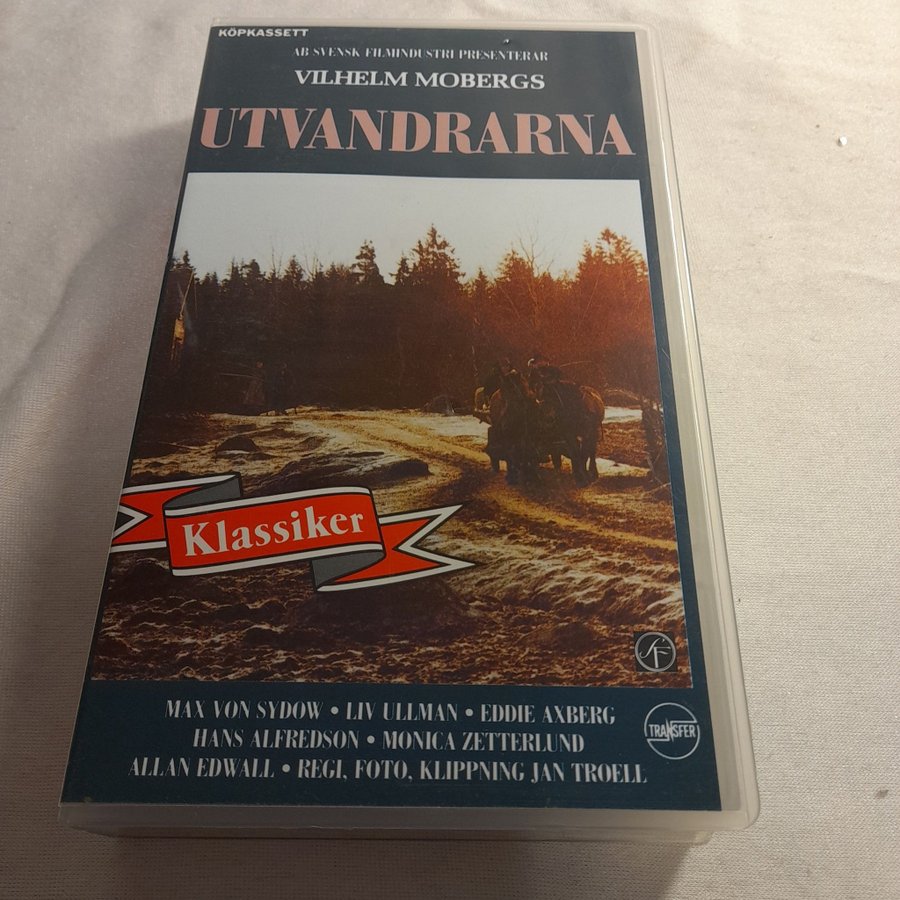 KÖPKASSETT
AB SVENSK FILMINDUSTRI PRESENTERAR
VILHELM MOBERGS
UTVANDRARNA
Klassiker
SF
MAX VON SYDOW • LIV ULLMAN • EDDIE AXBERG
HANS ALFREDSON • MONICA ZETTERLUND
ALLAN EDWALL • REGI, FOTO, KLIPPNING JAN TROELL
TRANSFER